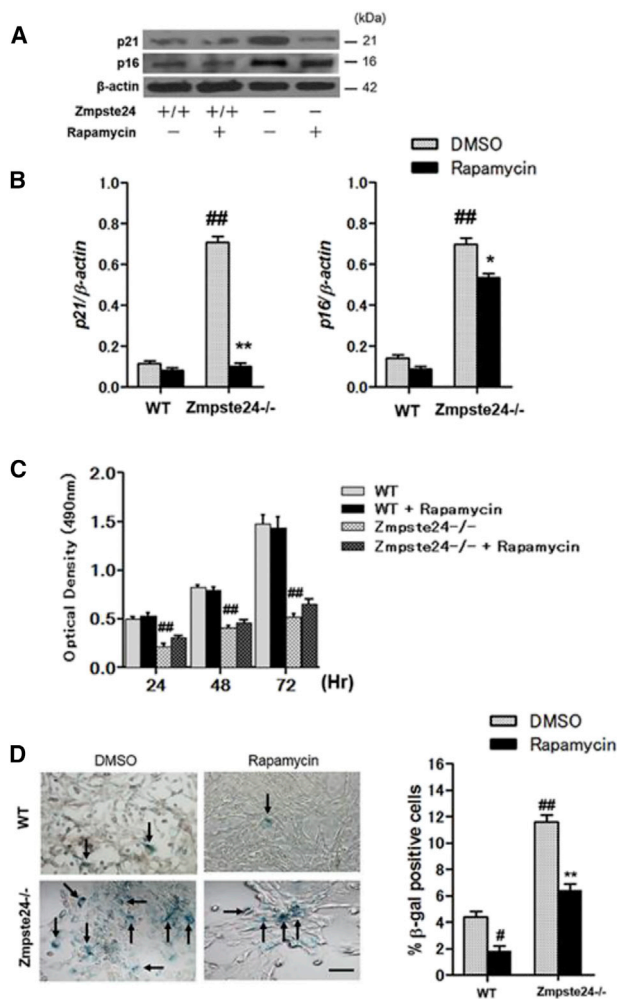 A
(kDa)
p21
21
p16
16
β-actin
42
Zmpste24 +/+ +/+ − −
Rapamycin − + − +
DMSO
Rapamycin
B
1.0
0.8
0.6
0.4
0.2
0.0
p21/β-actin
##
**
WT Zmpste24-/-
1.0
0.8
0.6
0.4
0.2
0.0
p16/β-actin
##
*
WT Zmpste24-/-
C
2.0
1.5
1.0
0.5
0.0
Optical Density (490nm)
##
##
##
24 48 72 (Hr)
WT
WT + Rapamycin
Zmpste24-/-
Zmpste24-/- + Rapamycin
D
DMSO Rapamycin
WT
Zmpste24-/-
DMSO
Rapamycin
16
14
12
10
8
6
4
2
0
% β-gal positive cells
#
##
**
WT Zmpste24-/-